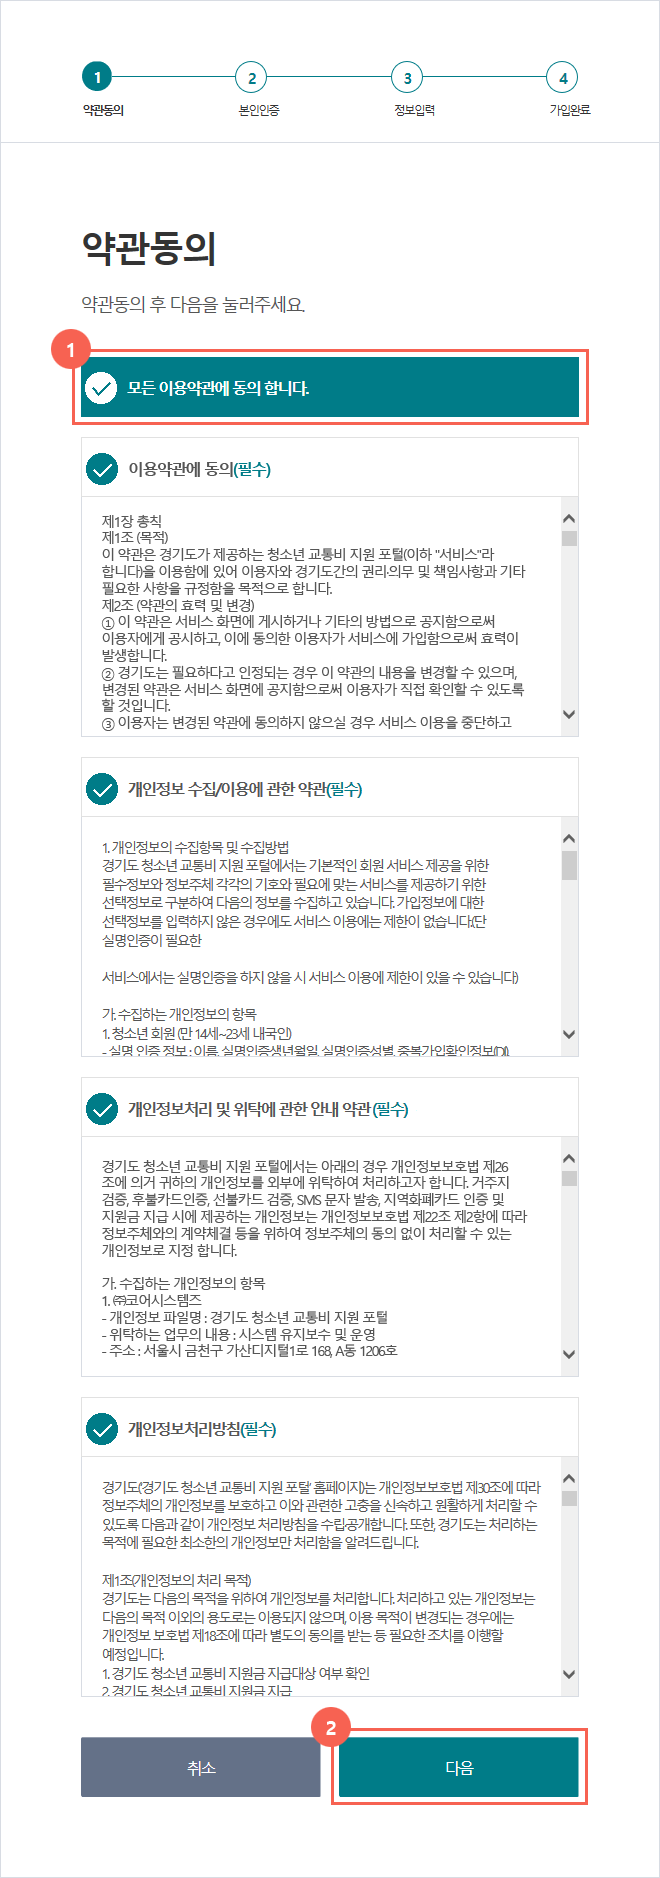 1
2
3
4
약관동의
본인인증
정보입력
가입완료
약관동의
약관동의 후 다음을 눌러주세요.
1
모든 이용약관에 동의 합니다.
이용약관에 동의(필수)
제1장 총칙
제1조 (목적)
이 약관은 경기도가 제공하는 청소년 교통비 지원 포털(이하 "서비스"라
합니다)을 이용함에 있어 이용자와 경기도간의 권리·의무 및 책임사항과 기타
필요한 사항을 규정함을 목적으로 합니다.
제2조 (약관의 효력 및 변경)
① 이 약관은 서비스 화면에 게시하거나 기타의 방법으로 공지함으로써
이용자에게 공시하고, 이에 동의한 이용자가 서비스에 가입함으로써 효력이
발생합니다.
② 경기도는 필요하다고 인정되는 경우 이 약관의 내용을 변경할 수 있으며,
변경된 약관은 서비스 화면에 공지함으로써 이용자가 직접 확인할 수 있도록
할 것입니다.
③ 이용자는 변경된 약관에 동의하지 않으실 경우 서비스 이용을 중단하고
개인정보 수집/이용에 관한 약관(필수)
1. 개인정보의 수집항목 및 수집방법
경기도 청소년 교통비 지원 포털에서는 기본적인 회원 서비스 제공을 위한
필수정보와 정보주체 각각의 기호와 필요에 맞는 서비스를 제공하기 위한
선택정보로 구분하여 다음의 정보를 수집하고 있습니다. 가입정보에 대한
선택정보를 입력하지 않은 경우에도 서비스 이용에는 제한이 없습니다.(단
실명인증이 필요한
서비스에서는 실명인증을 하지 않을 시 서비스 이용에 제한이 있을 수 있습니다)
가. 수집하는 개인정보의 항목
1. 청소년 회원 (만 14세~23세 내국인)
- 실명 인증 정보 : 이름, 실명인증생년월일, 실명인증성별, 중복가입확인정보(DI),
개인정보처리 및 위탁에 관한 안내 약관(필수)
경기도 청소년 교통비 지원 포털에서는 아래의 경우 개인정보보호법 제26
조에 의거 귀하의 개인정보를 외부에 위탁하여 처리하고자 합니다. 거주지
검증, 후불카드인증, 선불카드 검증, SMS 문자 발송, 지역화폐카드 인증 및
지원금 지급 시에 제공하는 개인정보는 개인정보보호법 제22조 제2항에 따라
정보주체와의 계약체결 등을 위하여 정보주체의 동의 없이 처리할 수 있는
개인정보로 지정 합니다.
가. 수집하는 개인정보의 항목
1. ㈜코어시스템즈
- 개인정보 파일명 : 경기도 청소년 교통비 지원 포털
- 위탁하는 업무의 내용 : 시스템 유지보수 및 운영
- 주소 : 서울시 금천구 가산디지털1로 168, A동 1206호
개인정보처리방침(필수)
경기도('경기도 청소년 교통비 지원 포털' 홈페이지)는 개인정보보호법 제30조에 따라
정보주체의 개인정보를 보호하고 이와 관련한 고충을 신속하고 원활하게 처리할 수
있도록 다음과 같이 개인정보 처리방침을 수립·공개합니다. 또한, 경기도는 처리하는
목적에 필요한 최소한의 개인정보만 처리함을 알려드립니다.
제1조(개인정보의 처리 목적)
경기도는 다음의 목적을 위하여 개인정보를 처리합니다. 처리하고 있는 개인정보는
다음의 목적 이외의 용도로는 이용되지 않으며, 이용 목적이 변경되는 경우에는
개인정보 보호법 제18조에 따라 별도의 동의를 받는 등 필요한 조치를 이행할
예정입니다.
1. 경기도 청소년 교통비 지원금 지급대상 여부 확인
2. 경기도 청소년 교통비 지원금 지급
취소
2
다음